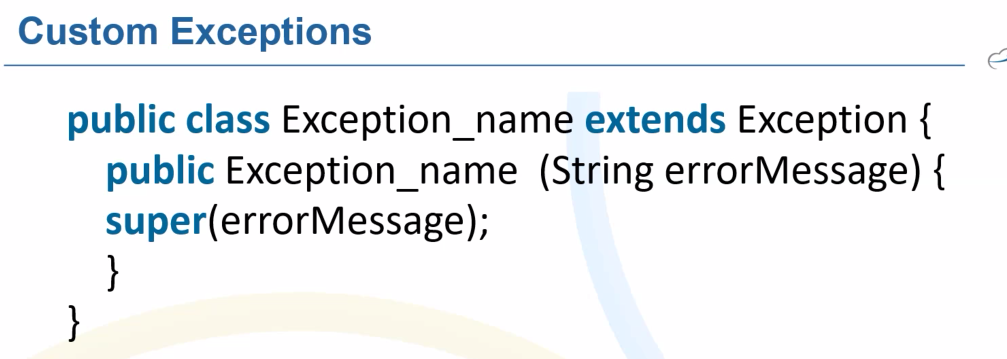 Custom Exceptions
public class Exception_name extends Exception {
public Exception_name (String errorMessage) {
super(errorMessage);
}
}